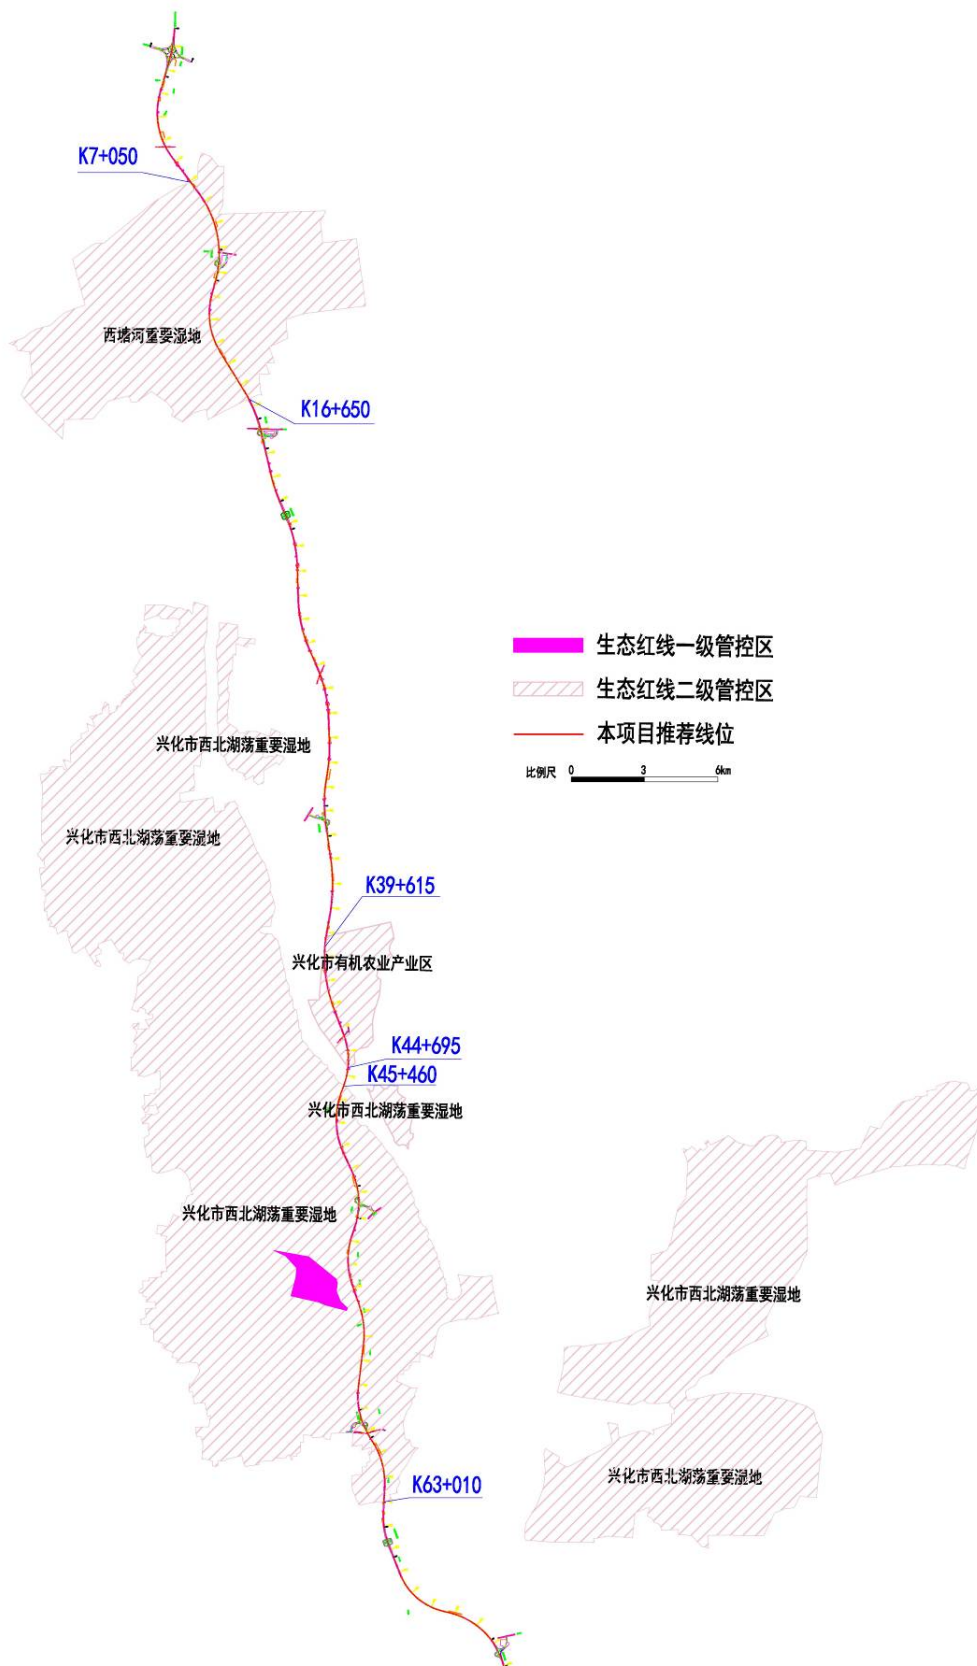 K7+050
西塘河重要湿地
K16+650
生态红线一级管控区
生态红线二级管控区
本项目推荐线位
比例尺 0 3 6km
兴化市西北湖荡重要湿地
兴化市西北湖荡重要湿地
K39+615
兴化市有机农业产业区
K44+695
K45+460
兴化市西北湖荡重要湿地
兴化市西北湖荡重要湿地
兴化市西北湖荡重要湿地
兴化市西北湖荡重要湿地
K63+010